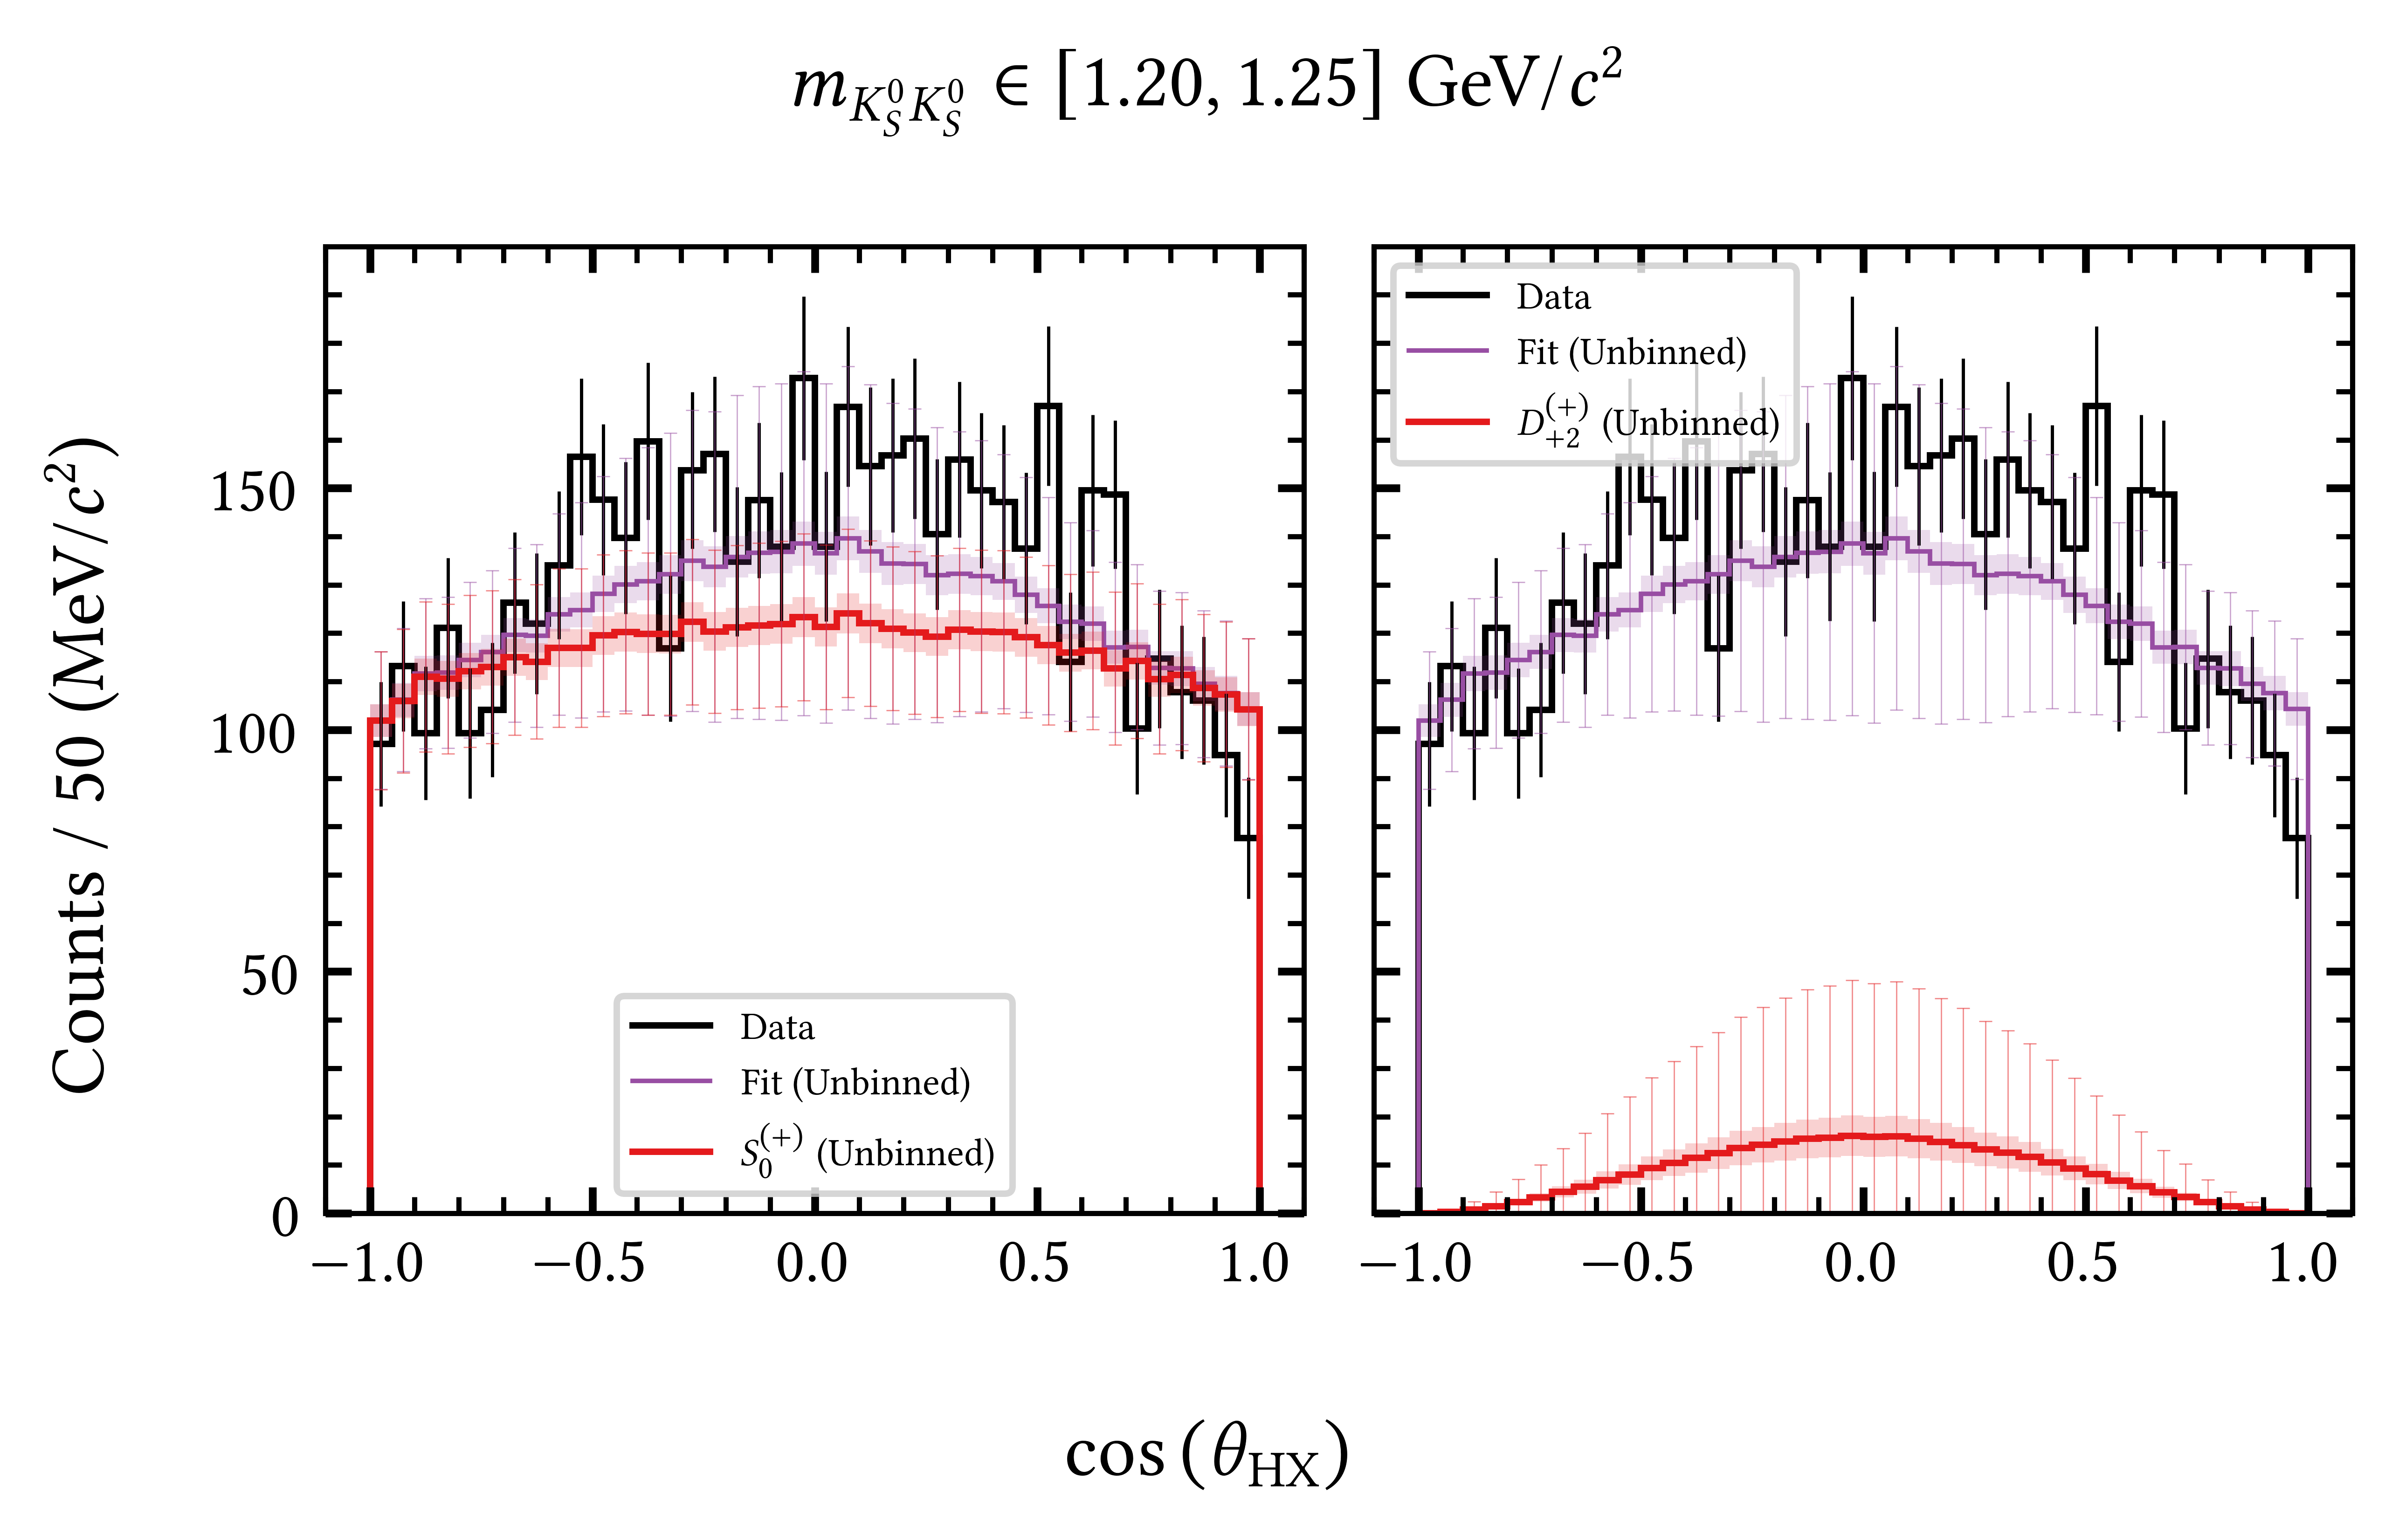 m_{K_S^0 K_S^0} ∈ [1.20, 1.25] GeV/c²
Counts / 50 (MeV/c²)
150
100
50
0
Data
Fit (Unbinned)
S_0^{(+)} (Unbinned)
−1.0 −0.5 0.0 0.5 1.0
Data
Fit (Unbinned)
D_{+2}^{(+)} (Unbinned)
−1.0 −0.5 0.0 0.5 1.0
cos (θ_{HX})